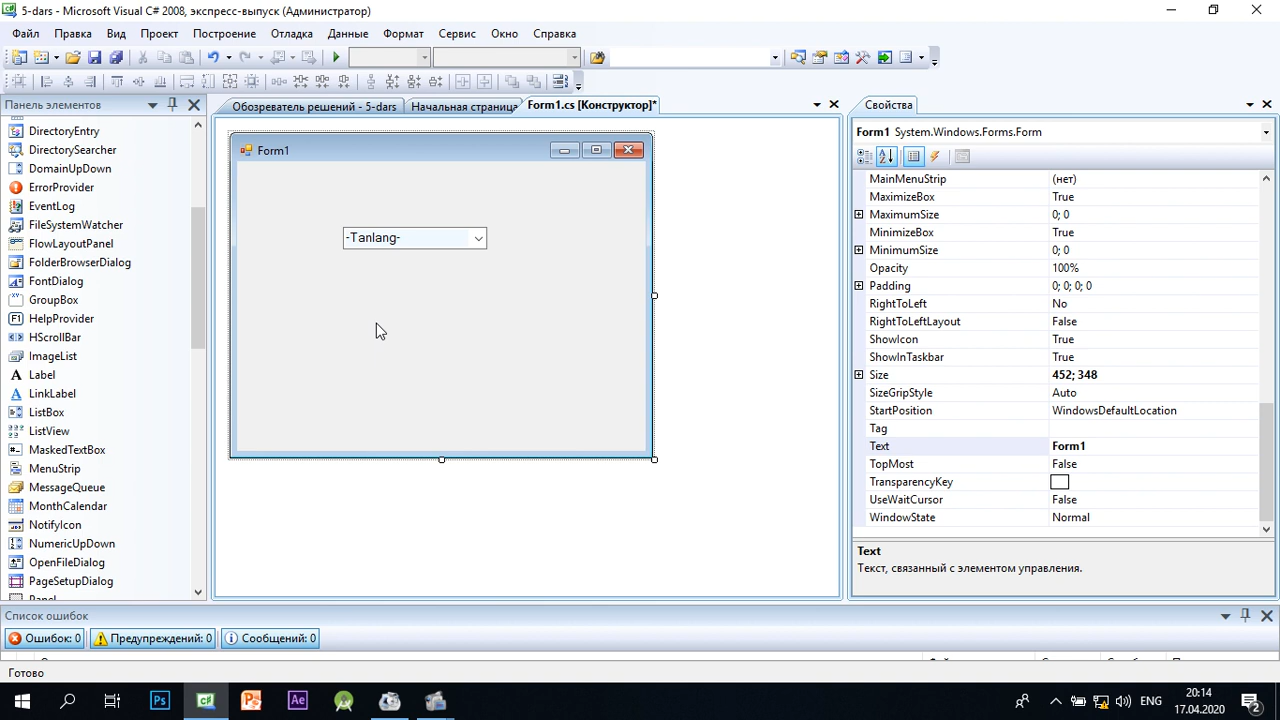 5-dars - Microsoft Visual C# 2008, экспресс-выпуск (Администратор)
Файл Правка Вид Проект Построение Отладка Данные Формат Сервис Окно Справка
Панель элементов
DirectoryEntry
DirectorySearcher
DomainUpDown
ErrorProvider
EventLog
FileSystemWatcher
FlowLayoutPanel
FolderBrowserDialog
FontDialog
GroupBox
HelpProvider
HScrollBar
ImageList
Label
LinkLabel
ListBox
ListView
MaskedTextBox
MenuStrip
MessageQueue
MonthCalendar
NotifyIcon
NumericUpDown
OpenFileDialog
PageSetupDialog
Обозреватель решений - 5-dars Начальная страница Form1.cs [Конструктор]*
Form1
-Tanlang-
Свойства
Form1 System.Windows.Forms.Form
MainMenuStrip (нет)
MaximizeBox True
MaximumSize 0; 0
MinimizeBox True
MinimumSize 0; 0
Opacity 100%
Padding 0; 0; 0; 0
RightToLeft No
RightToLeftLayout False
ShowIcon True
ShowInTaskbar True
Size 452; 348
SizeGripStyle Auto
StartPosition WindowsDefaultLocation
Tag
Text Form1
TopMost False
TransparencyKey
UseWaitCursor False
WindowState Normal
Text
Текст, связанный с элементом управления.
Список ошибок
Ошибок: 0 Предупреждений: 0 Сообщений: 0
Готово
ENG
20:14
17.04.2020
2